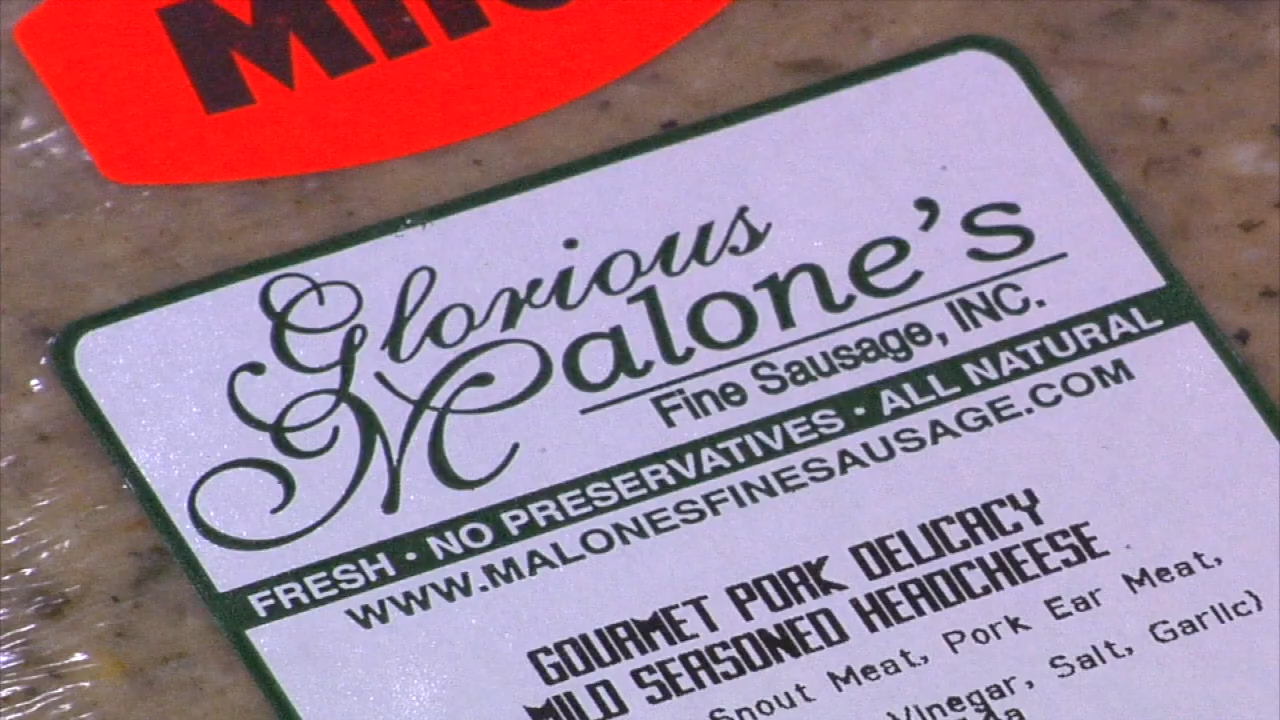 Glorious
Malone's
Fine Sausage, INC.
FRESH · NO PRESERVATIVES · ALL NATURAL
WWW.MALONESFINESAUSAGE.COM
GOURMET PORK DELICACY
MILD SEASONED HEADCHEESE
Snout Meat, Pork Ear Meat,
Vinegar, Salt, Garlic)